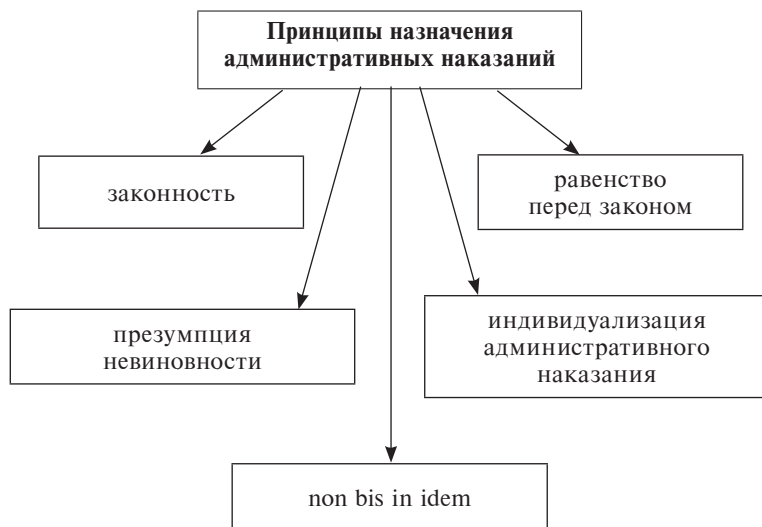 Принципы назначения
административных наказаний
законность
равенство
перед законом
презумпция
невиновности
индивидуализация
административного
наказания
non bis in idem